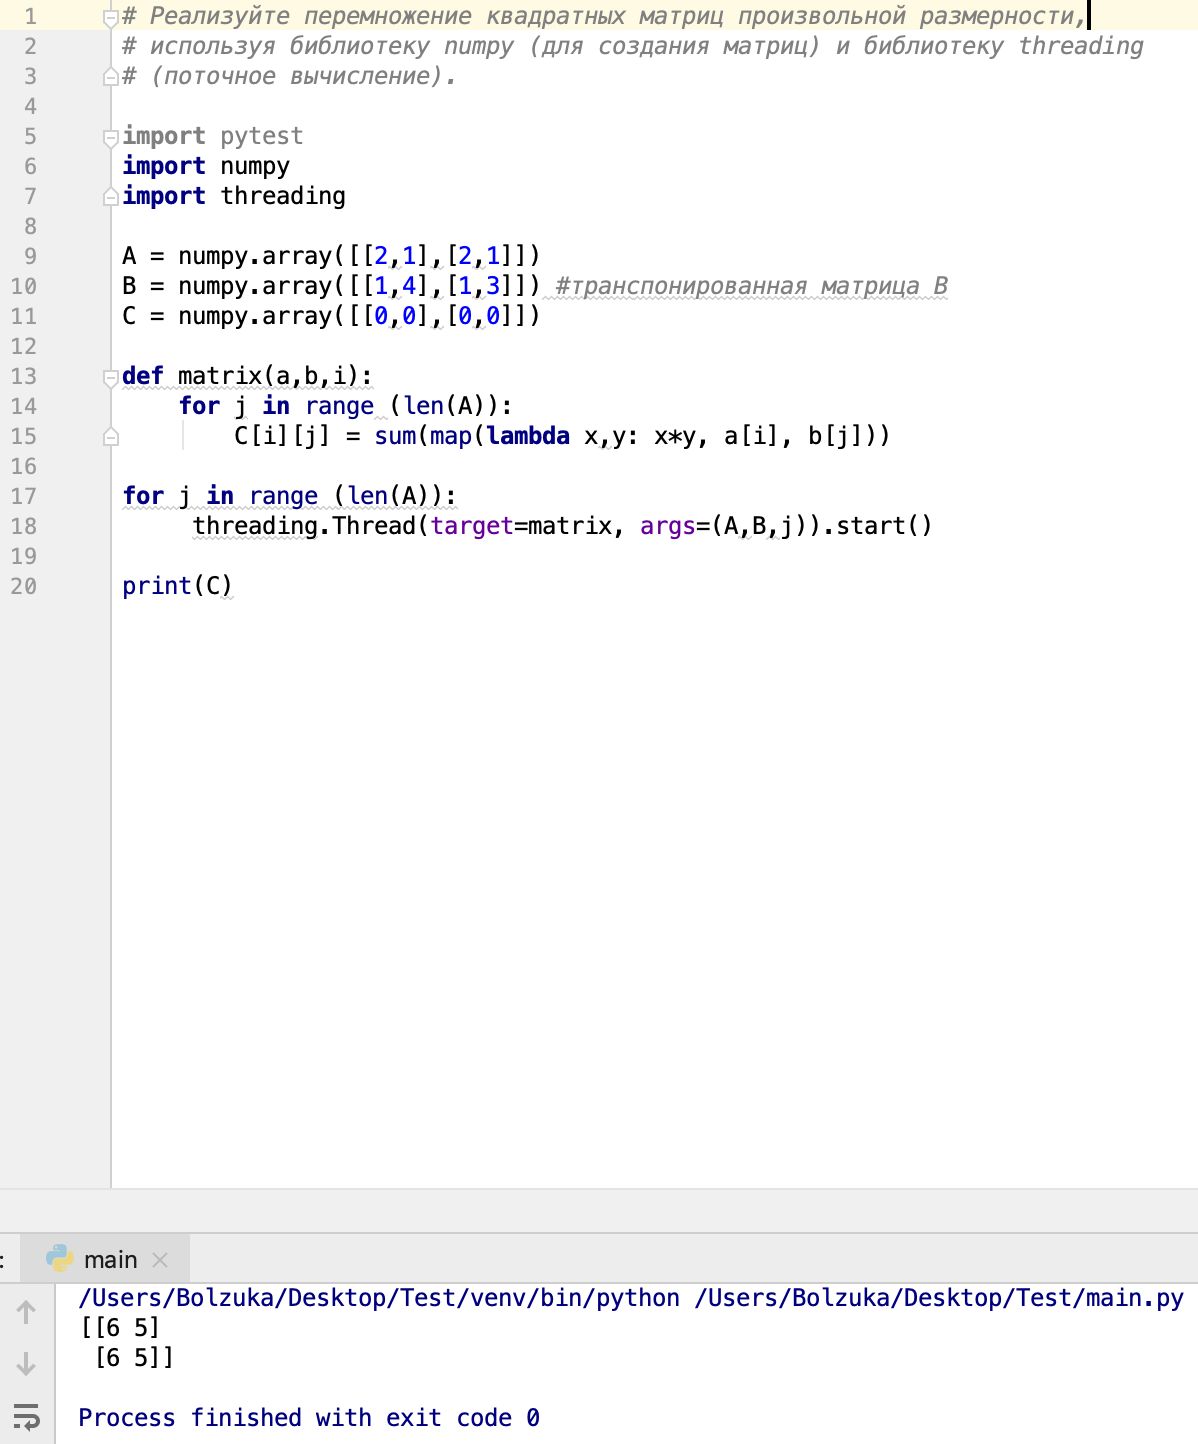 1 # Реализуйте перемножение квадратных матриц произвольной размерности,
2 # используя библиотеку numpy (для создания матриц) и библиотеку threading
3 # (поточное вычисление).
4
5 import pytest
6 import numpy
7 import threading
8
9 A = numpy.array([[2,1],[2,1]])
10 B = numpy.array([[1,4],[1,3]]) #транспонированная матрица B
11 C = numpy.array([[0,0],[0,0]])
12
13 def matrix(a,b,i):
14     for j in range (len(A)):
15         C[i][j] = sum(map(lambda x,y: x*y, a[i], b[j]))
16
17 for j in range (len(A)):
18      threading.Thread(target=matrix, args=(A,B,j)).start()
19
20 print(C)
: main
/Users/Bolzuka/Desktop/Test/venv/bin/python /Users/Bolzuka/Desktop/Test/main.py
[[6 5]
 [6 5]]
Process finished with exit code 0